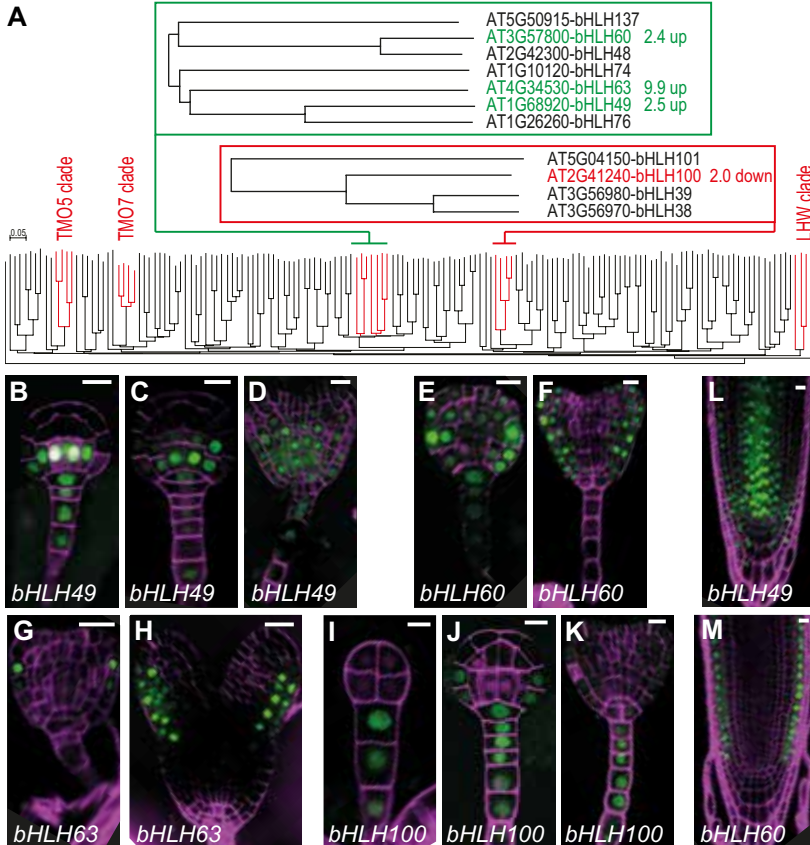 A
AT5G50915-bHLH137
AT3G57800-bHLH60 2.4 up
AT2G42300-bHLH48
AT1G10120-bHLH74
AT4G34530-bHLH63 9.9 up
AT1G68920-bHLH49 2.5 up
AT1G26260-bHLH76
AT5G04150-bHLH101
AT2G41240-bHLH100 2.0 down
AT3G56980-bHLH39
AT3G56970-bHLH38
TMO5 clade
TMO7 clade
LHW clade
0.05
B
C
D
E
F
L
bHLH49
bHLH49
bHLH49
bHLH60
bHLH60
bHLH49
G
H
I
J
K
M
bHLH63
bHLH63
bHLH100
bHLH100
bHLH100
bHLH60